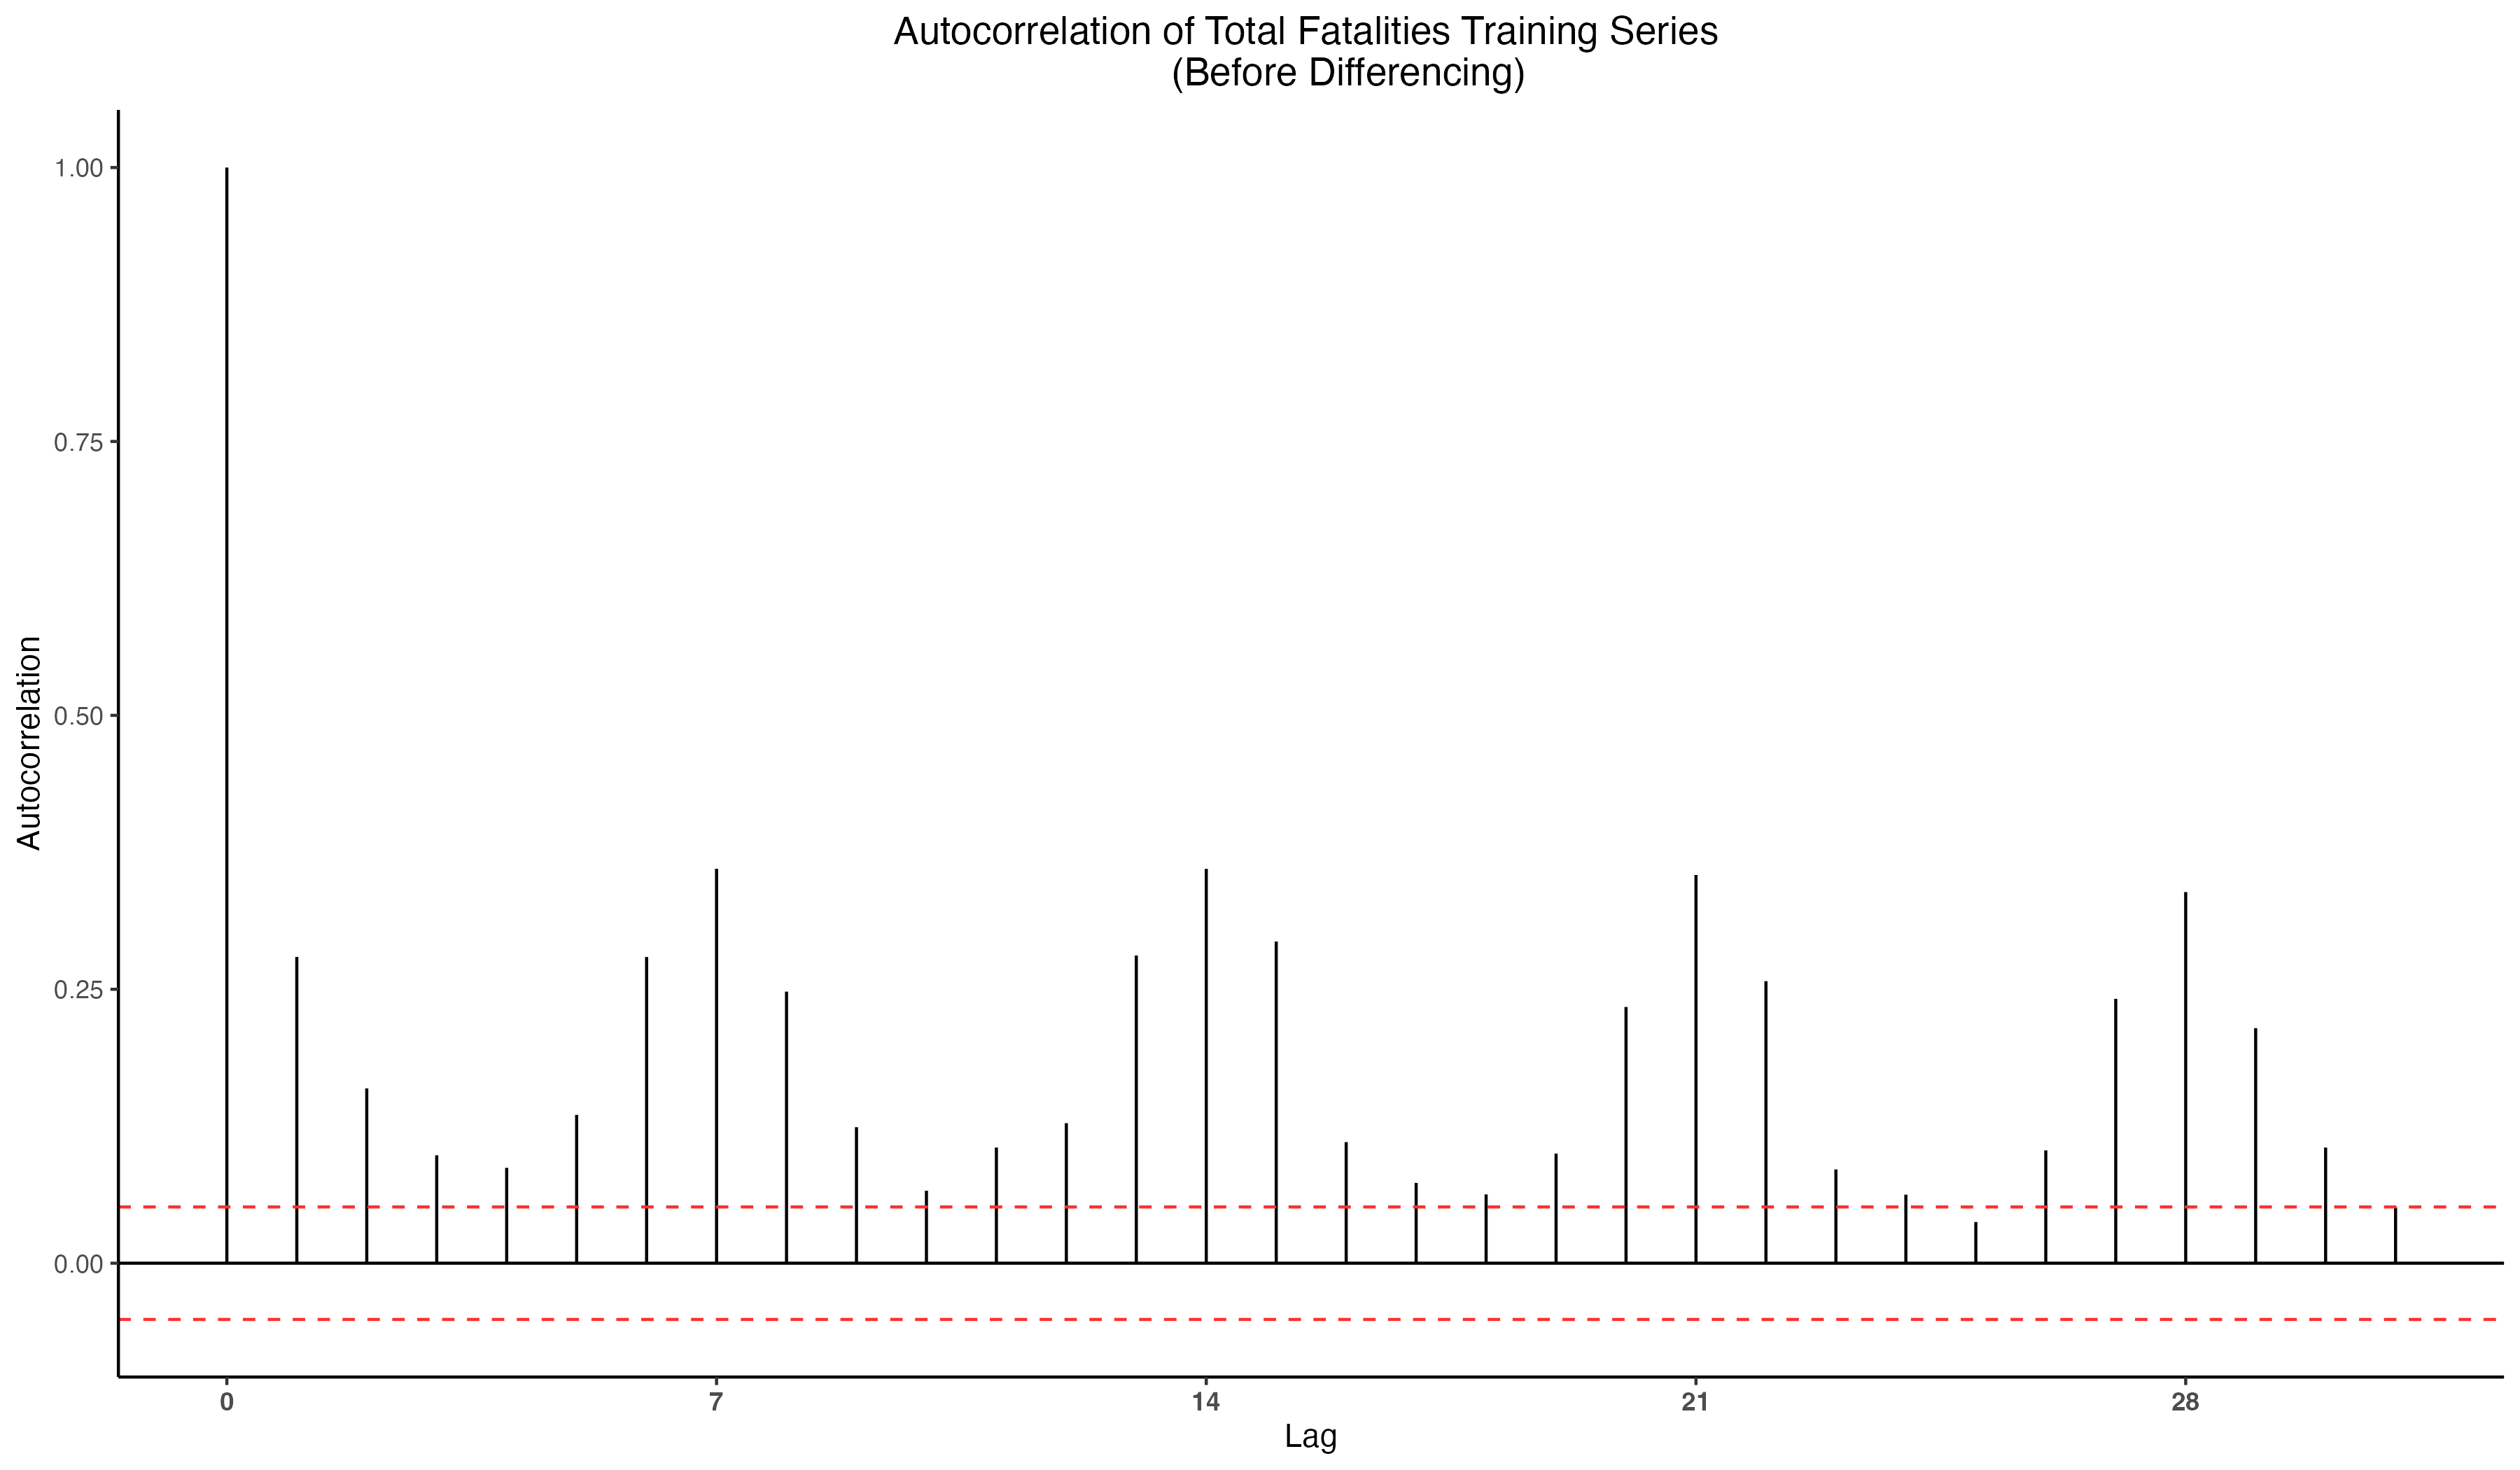 Autocorrelation of Total Fatalities Training Series
(Before Differencing)
Autocorrelation
1.00
0.75
0.50
0.25
0.00
0
7
14
21
28
Lag